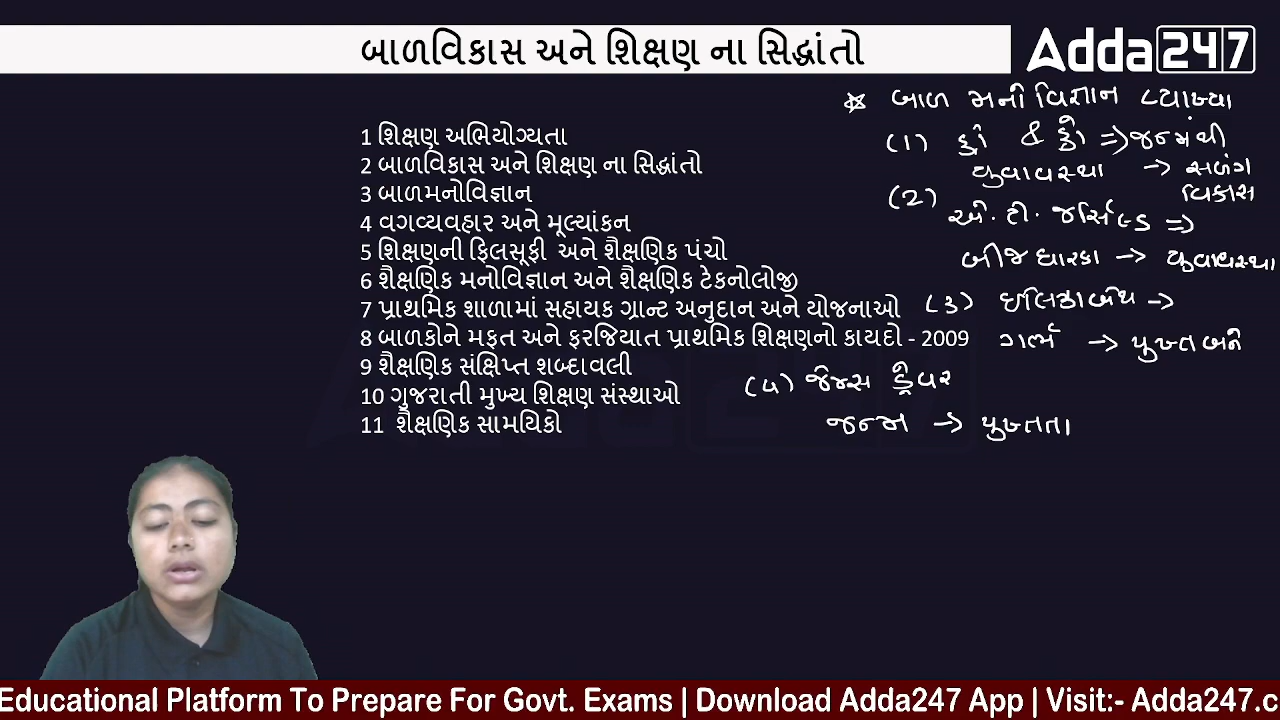 બાળવિકાસ અને શિક્ષણ ના સિદ્ધાંતો
Adda247
1 શિક્ષણ અભિયોગ્યતા
2 બાળવિકાસ અને શિક્ષણ ના સિદ્ધાંતો
3 બાળમનોવિજ્ઞાન
4 વગવ્યવહાર અને મૂલ્યાંકન
5 શિક્ષણની ફિલસૂફી અને શૈક્ષણિક પંચો
6 શૈક્ષણિક મનોવિજ્ઞાન અને શૈક્ષણિક ટેકનોલોજી
7 પ્રાથમિક શાળામાં સહાયક ગ્રાન્ટ અનુદાન અને યોજનાઓ
8 બાળકોને મફત અને ફરજિયાત પ્રાથમિક શિક્ષણનો કાયદો - 2009
9 શૈક્ષણિક સંક્ષિપ્ત શબ્દાવલી
10 ગુજરાતી મુખ્ય શિક્ષણ સંસ્થાઓ
11 શૈક્ષણિક સામયિકો
* બાળ મનોવિજ્ઞાન વ્યાખ્યા
(1) ક્રો & ક્રો => જન્મથી
યુવાવસ્થા -> સળંગ
વિકાસ
(2) એ. ટી. જર્સિલ્ડ =>
બીજ ધારણ -> યુવાવસ્થા
(3) ઇલિઝાબેથ ->
ગર્ભ -> પુખ્ત બને
(4) જેમ્સ ડ્રેવર
જન્મ -> પુખ્તતા
Educational Platform To Prepare For Govt. Exams | Download Adda247 App | Visit:- Adda247.c